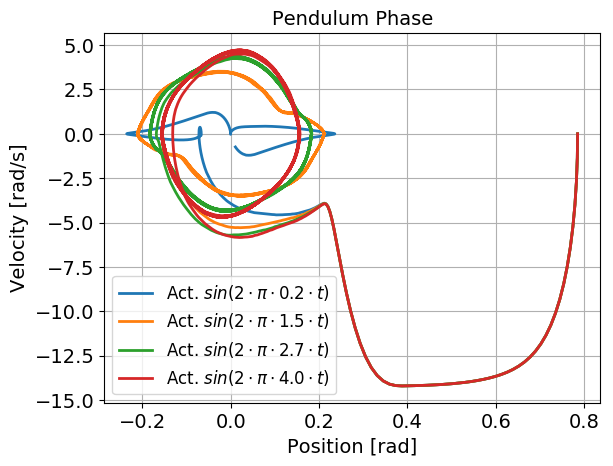 Pendulum Phase
Velocity [rad/s]
5.0
2.5
0.0
−2.5
−5.0
−7.5
−10.0
−12.5
−15.0
Act. sin(2 · π · 0.2 · t)
Act. sin(2 · π · 1.5 · t)
Act. sin(2 · π · 2.7 · t)
Act. sin(2 · π · 4.0 · t)
−0.2 0.0 0.2 0.4 0.6 0.8
Position [rad]